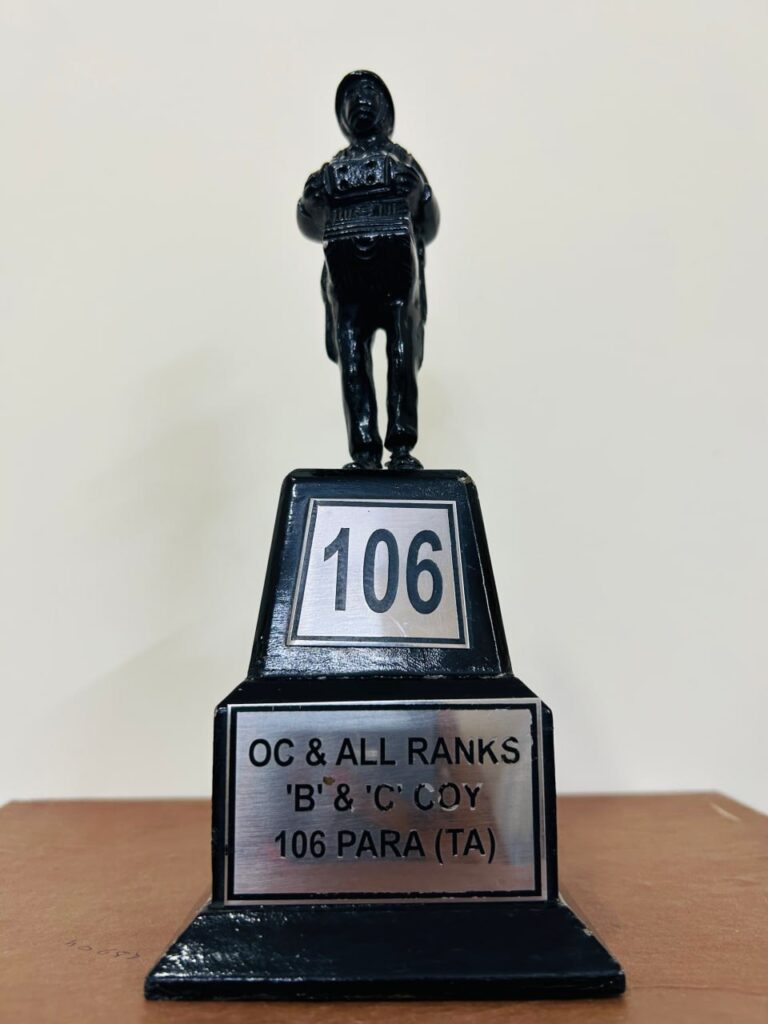 106
OC & ALL RANKS
'B' & 'C' COY
106 PARA (TA)